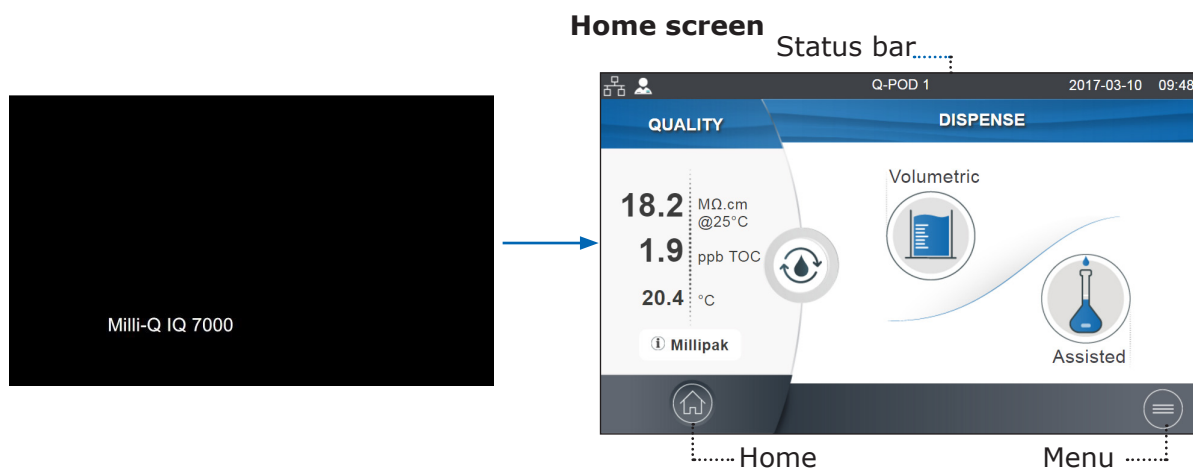 Home screen
Status bar
Milli-Q IQ 7000
Q-POD 1 2017-03-10 09:48
QUALITY
DISPENSE
18.2 MΩ.cm
@25°C
1.9 ppb TOC
20.4 °C
i Millipak
Volumetric
Assisted
Home
Menu